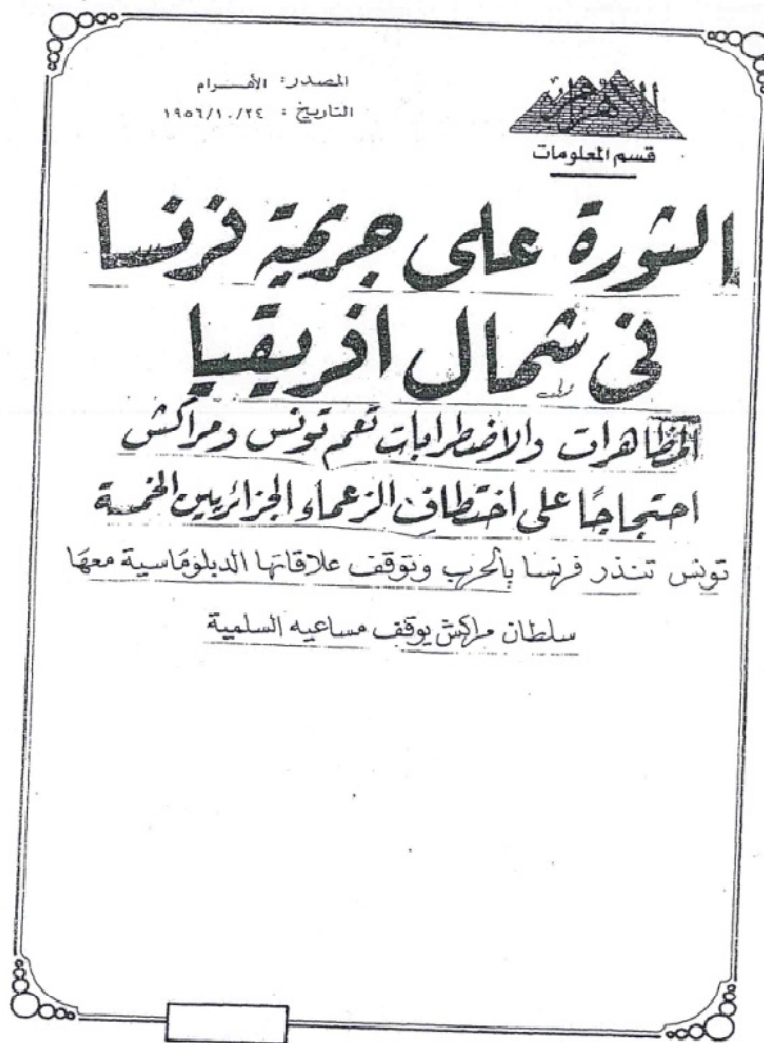 المصدر: الأهــرام
التاريخ: ١٩٥٦/١٠/٢٤
الأهرام
قسم المعلومات
الثورة على جريمة فرنسا
فى شمال افريقيا
المظاهرات والاضطرابات تعم تونس ومراكش
احتجاجًا على اختطاف الزعماء الجزائريين الخمسة
تونس تنذر فرنسا بالحرب وتوقف علاقاتها الدبلوماسية معها
سلطان مراكش يوقف مساعيه السلمية